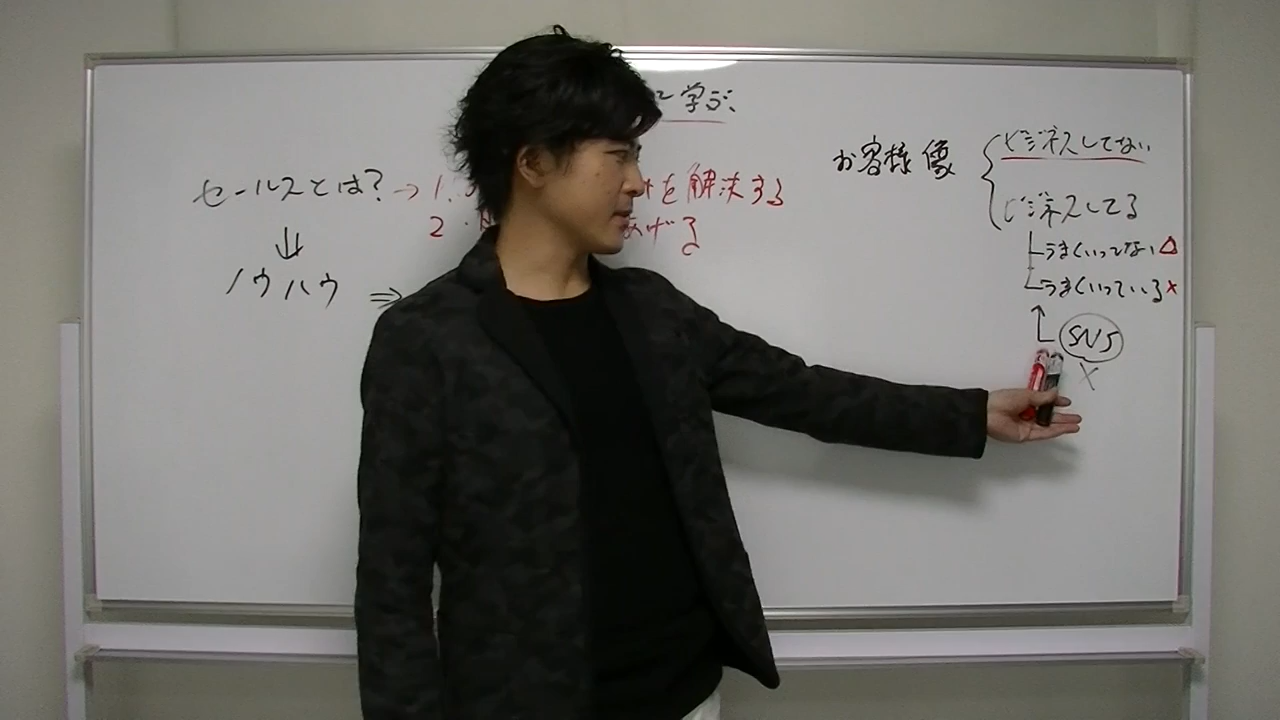 学ぶ
セールスとは?→1.
を解決する
2.
あげる
⇓
ノウハウ ⇒
お客様像
ビジネスしてない
ビジネスしてる
うまくいってない△
うまくいっている×
SNS
×